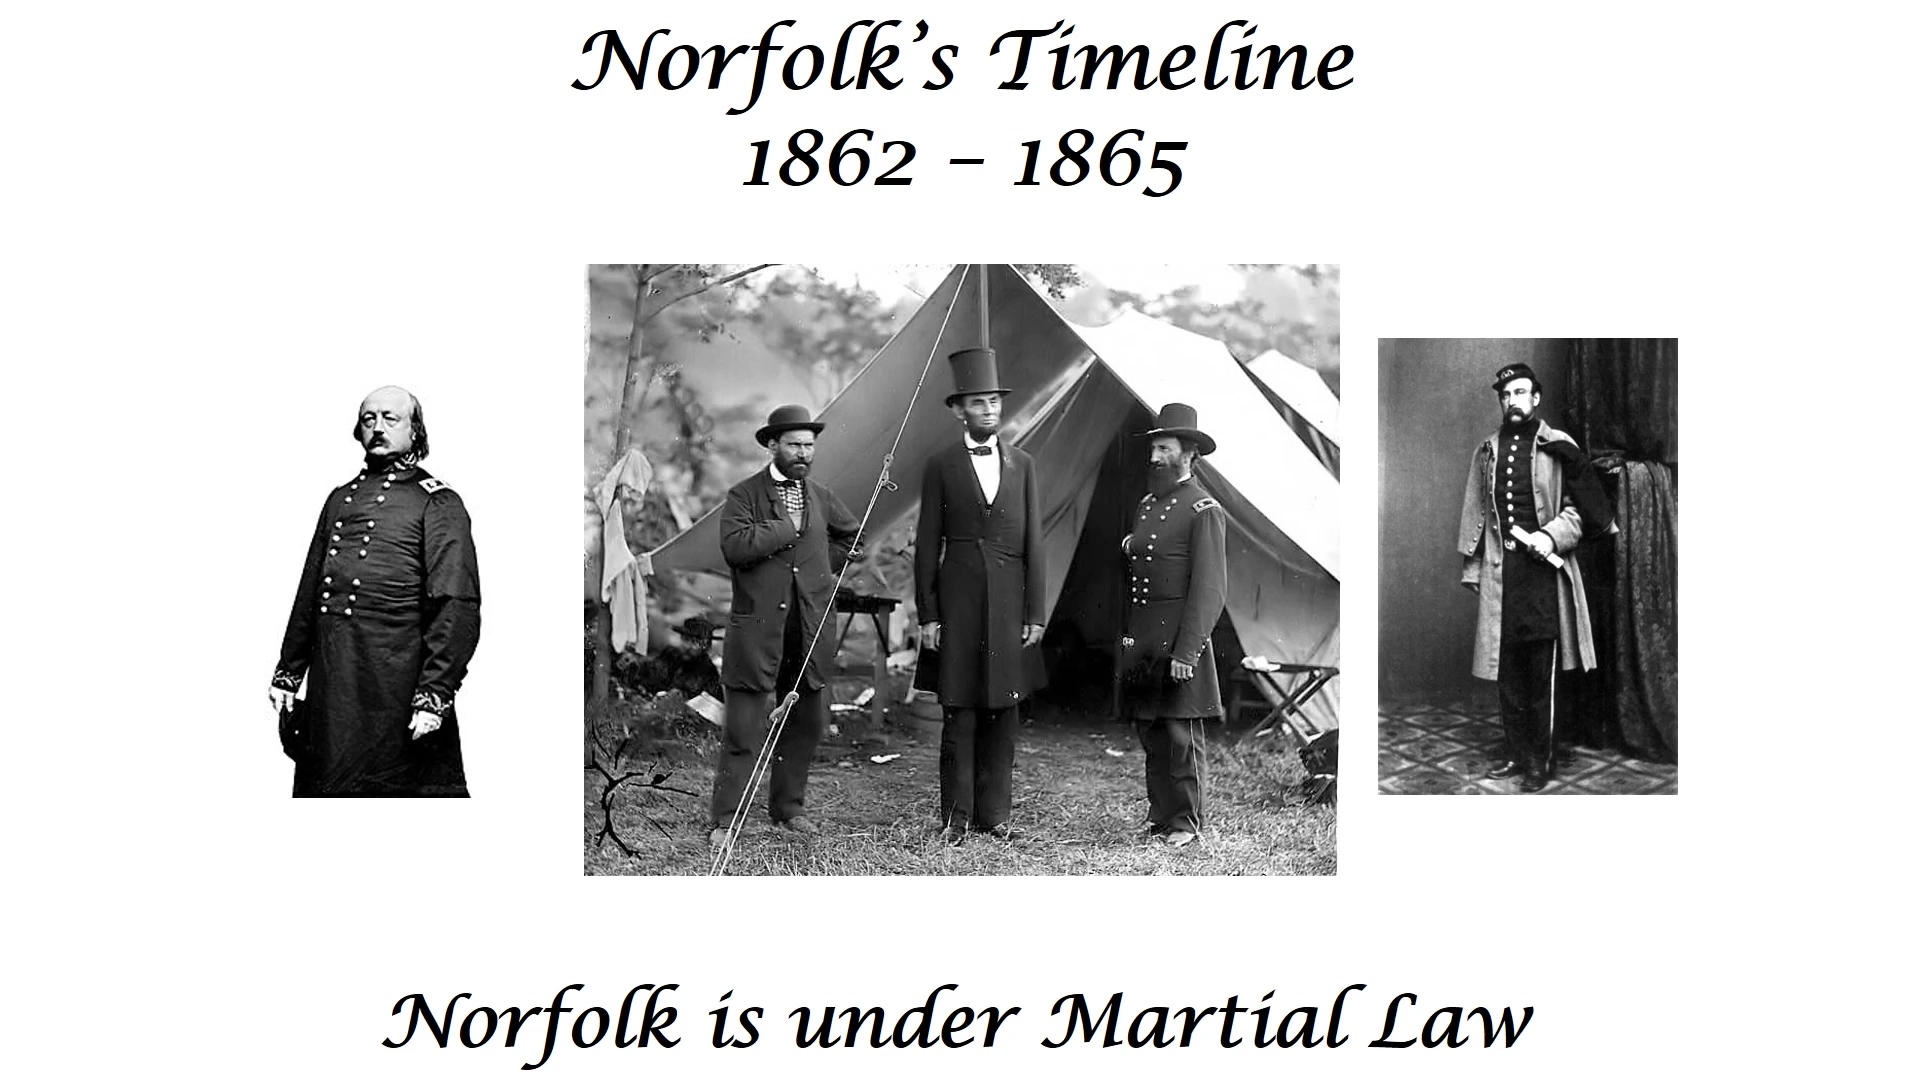 Norfolk’s Timeline
1862 – 1865
Norfolk is under Martial Law